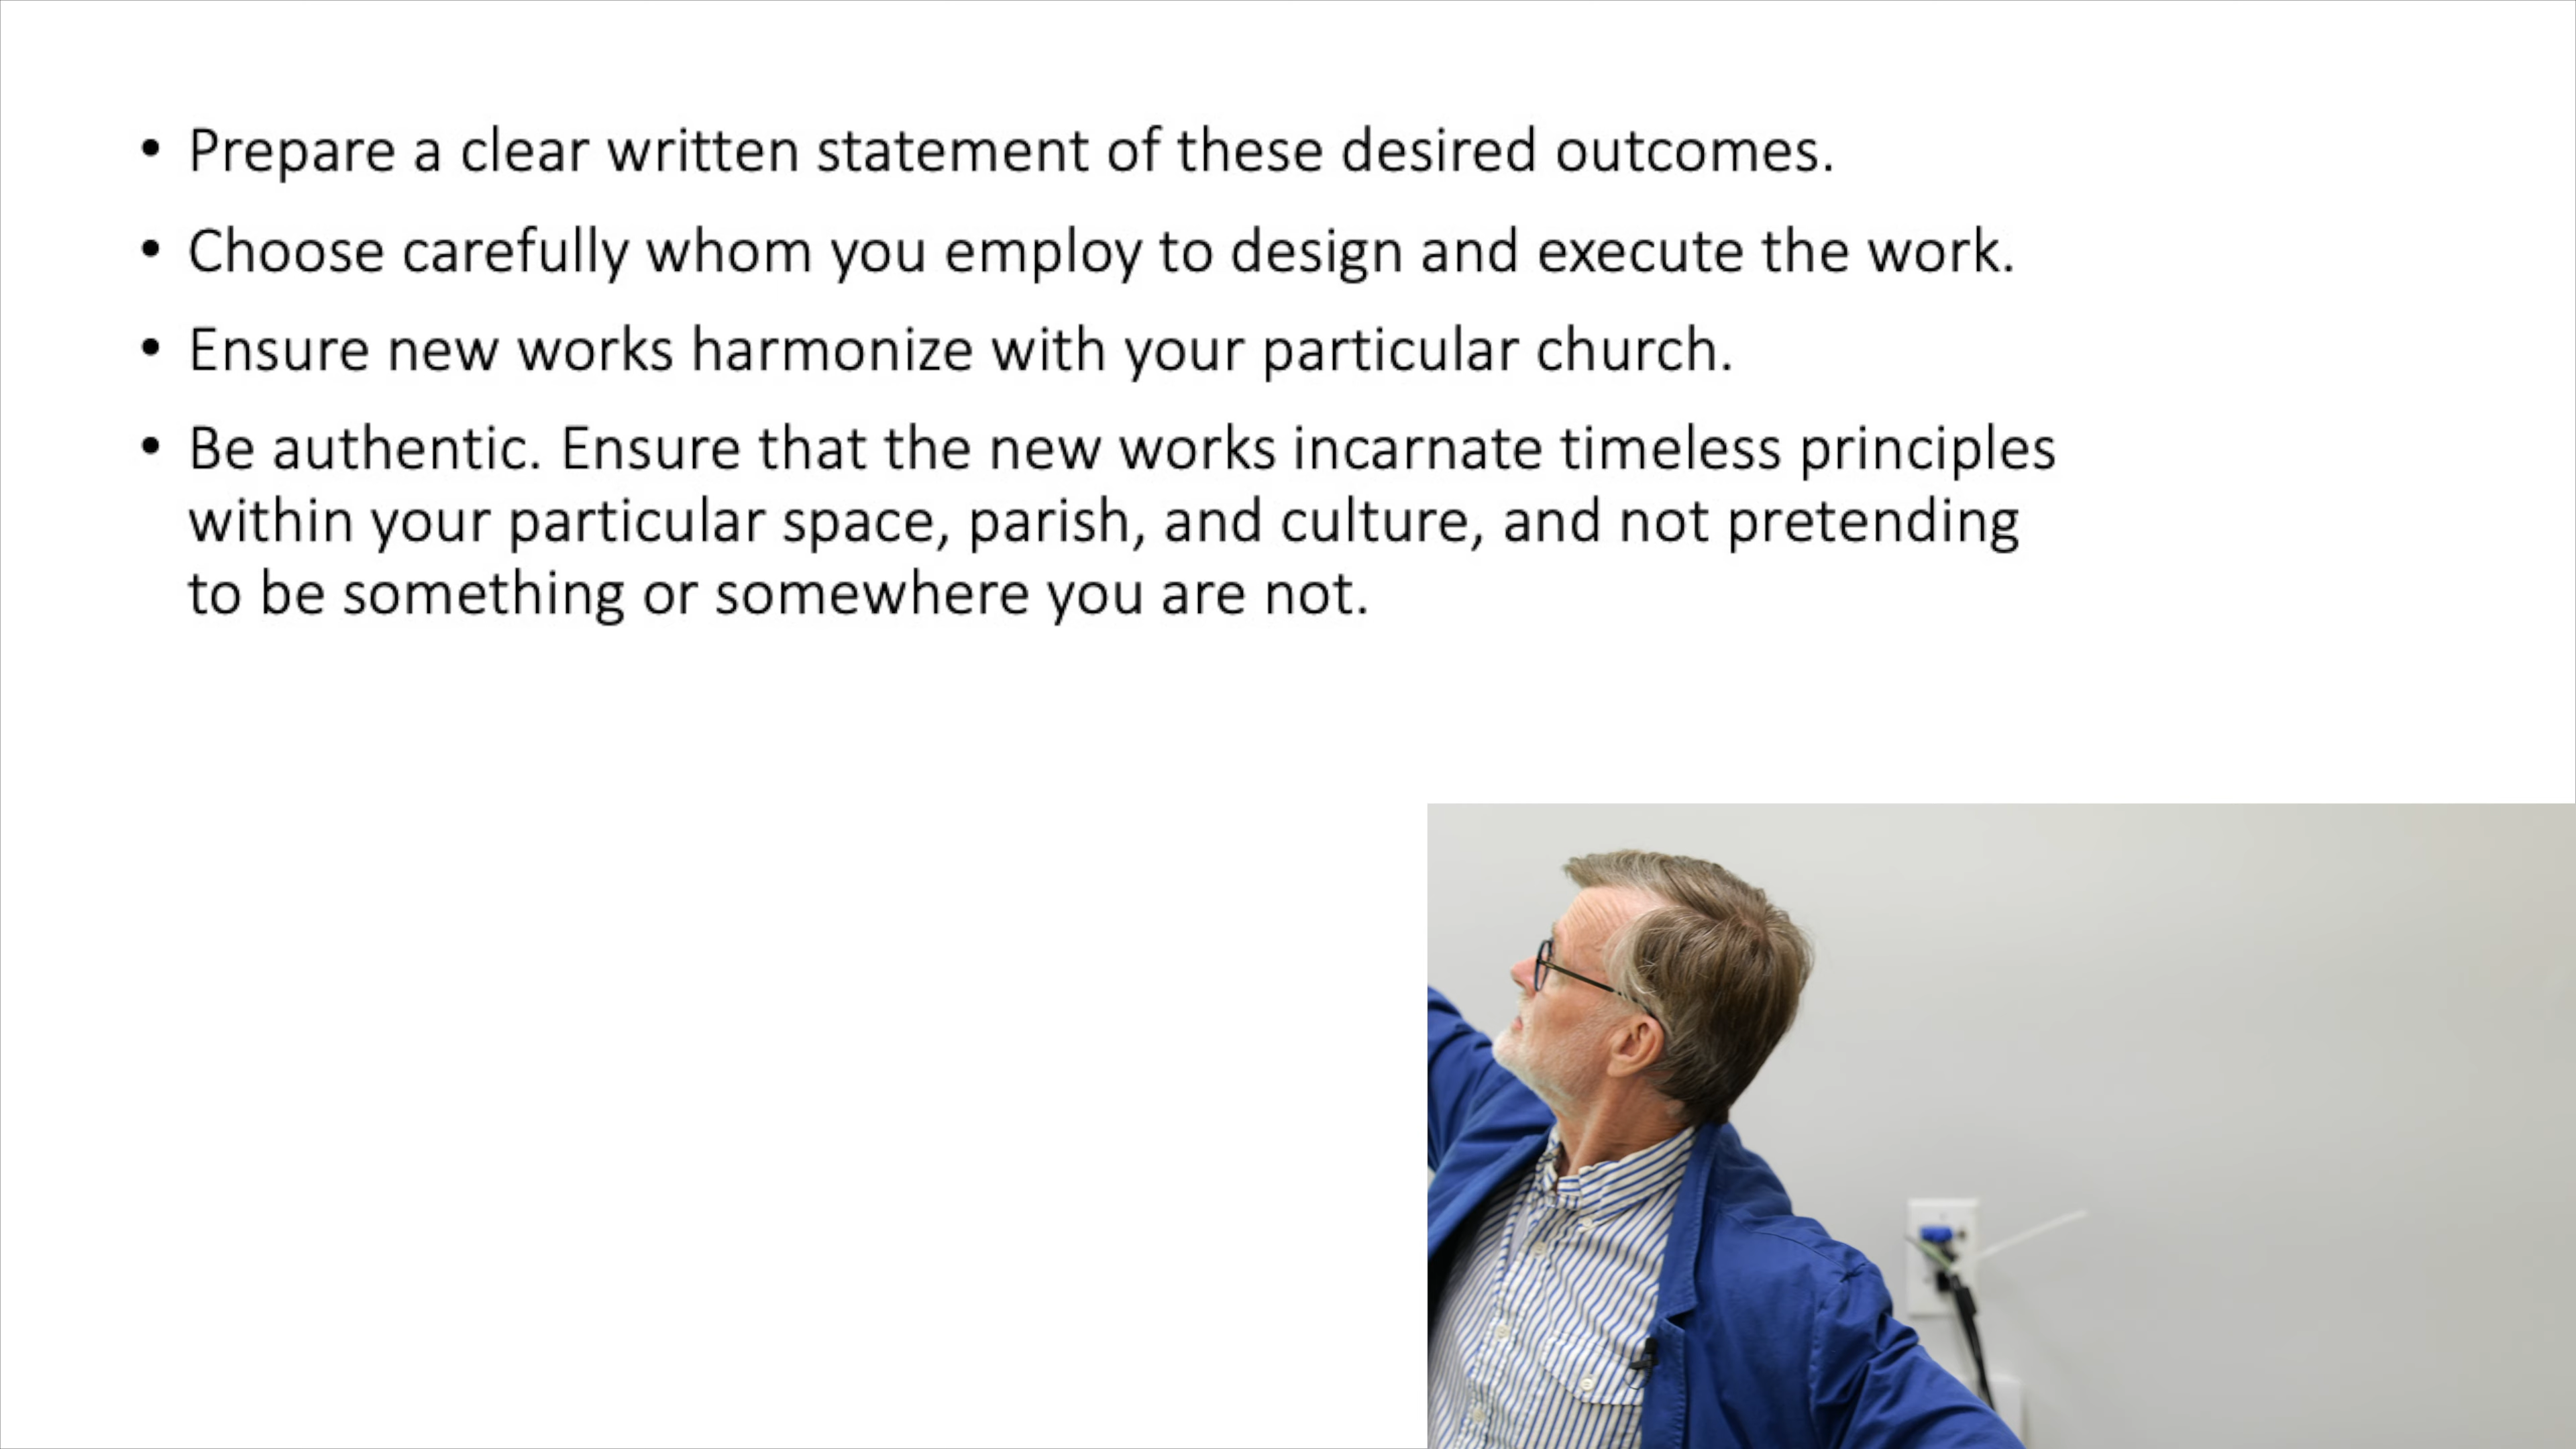 • Prepare a clear written statement of these desired outcomes.
• Choose carefully whom you employ to design and execute the work.
• Ensure new works harmonize with your particular church.
• Be authentic. Ensure that the new works incarnate timeless principles
within your particular space, parish, and culture, and not pretending
to be something or somewhere you are not.